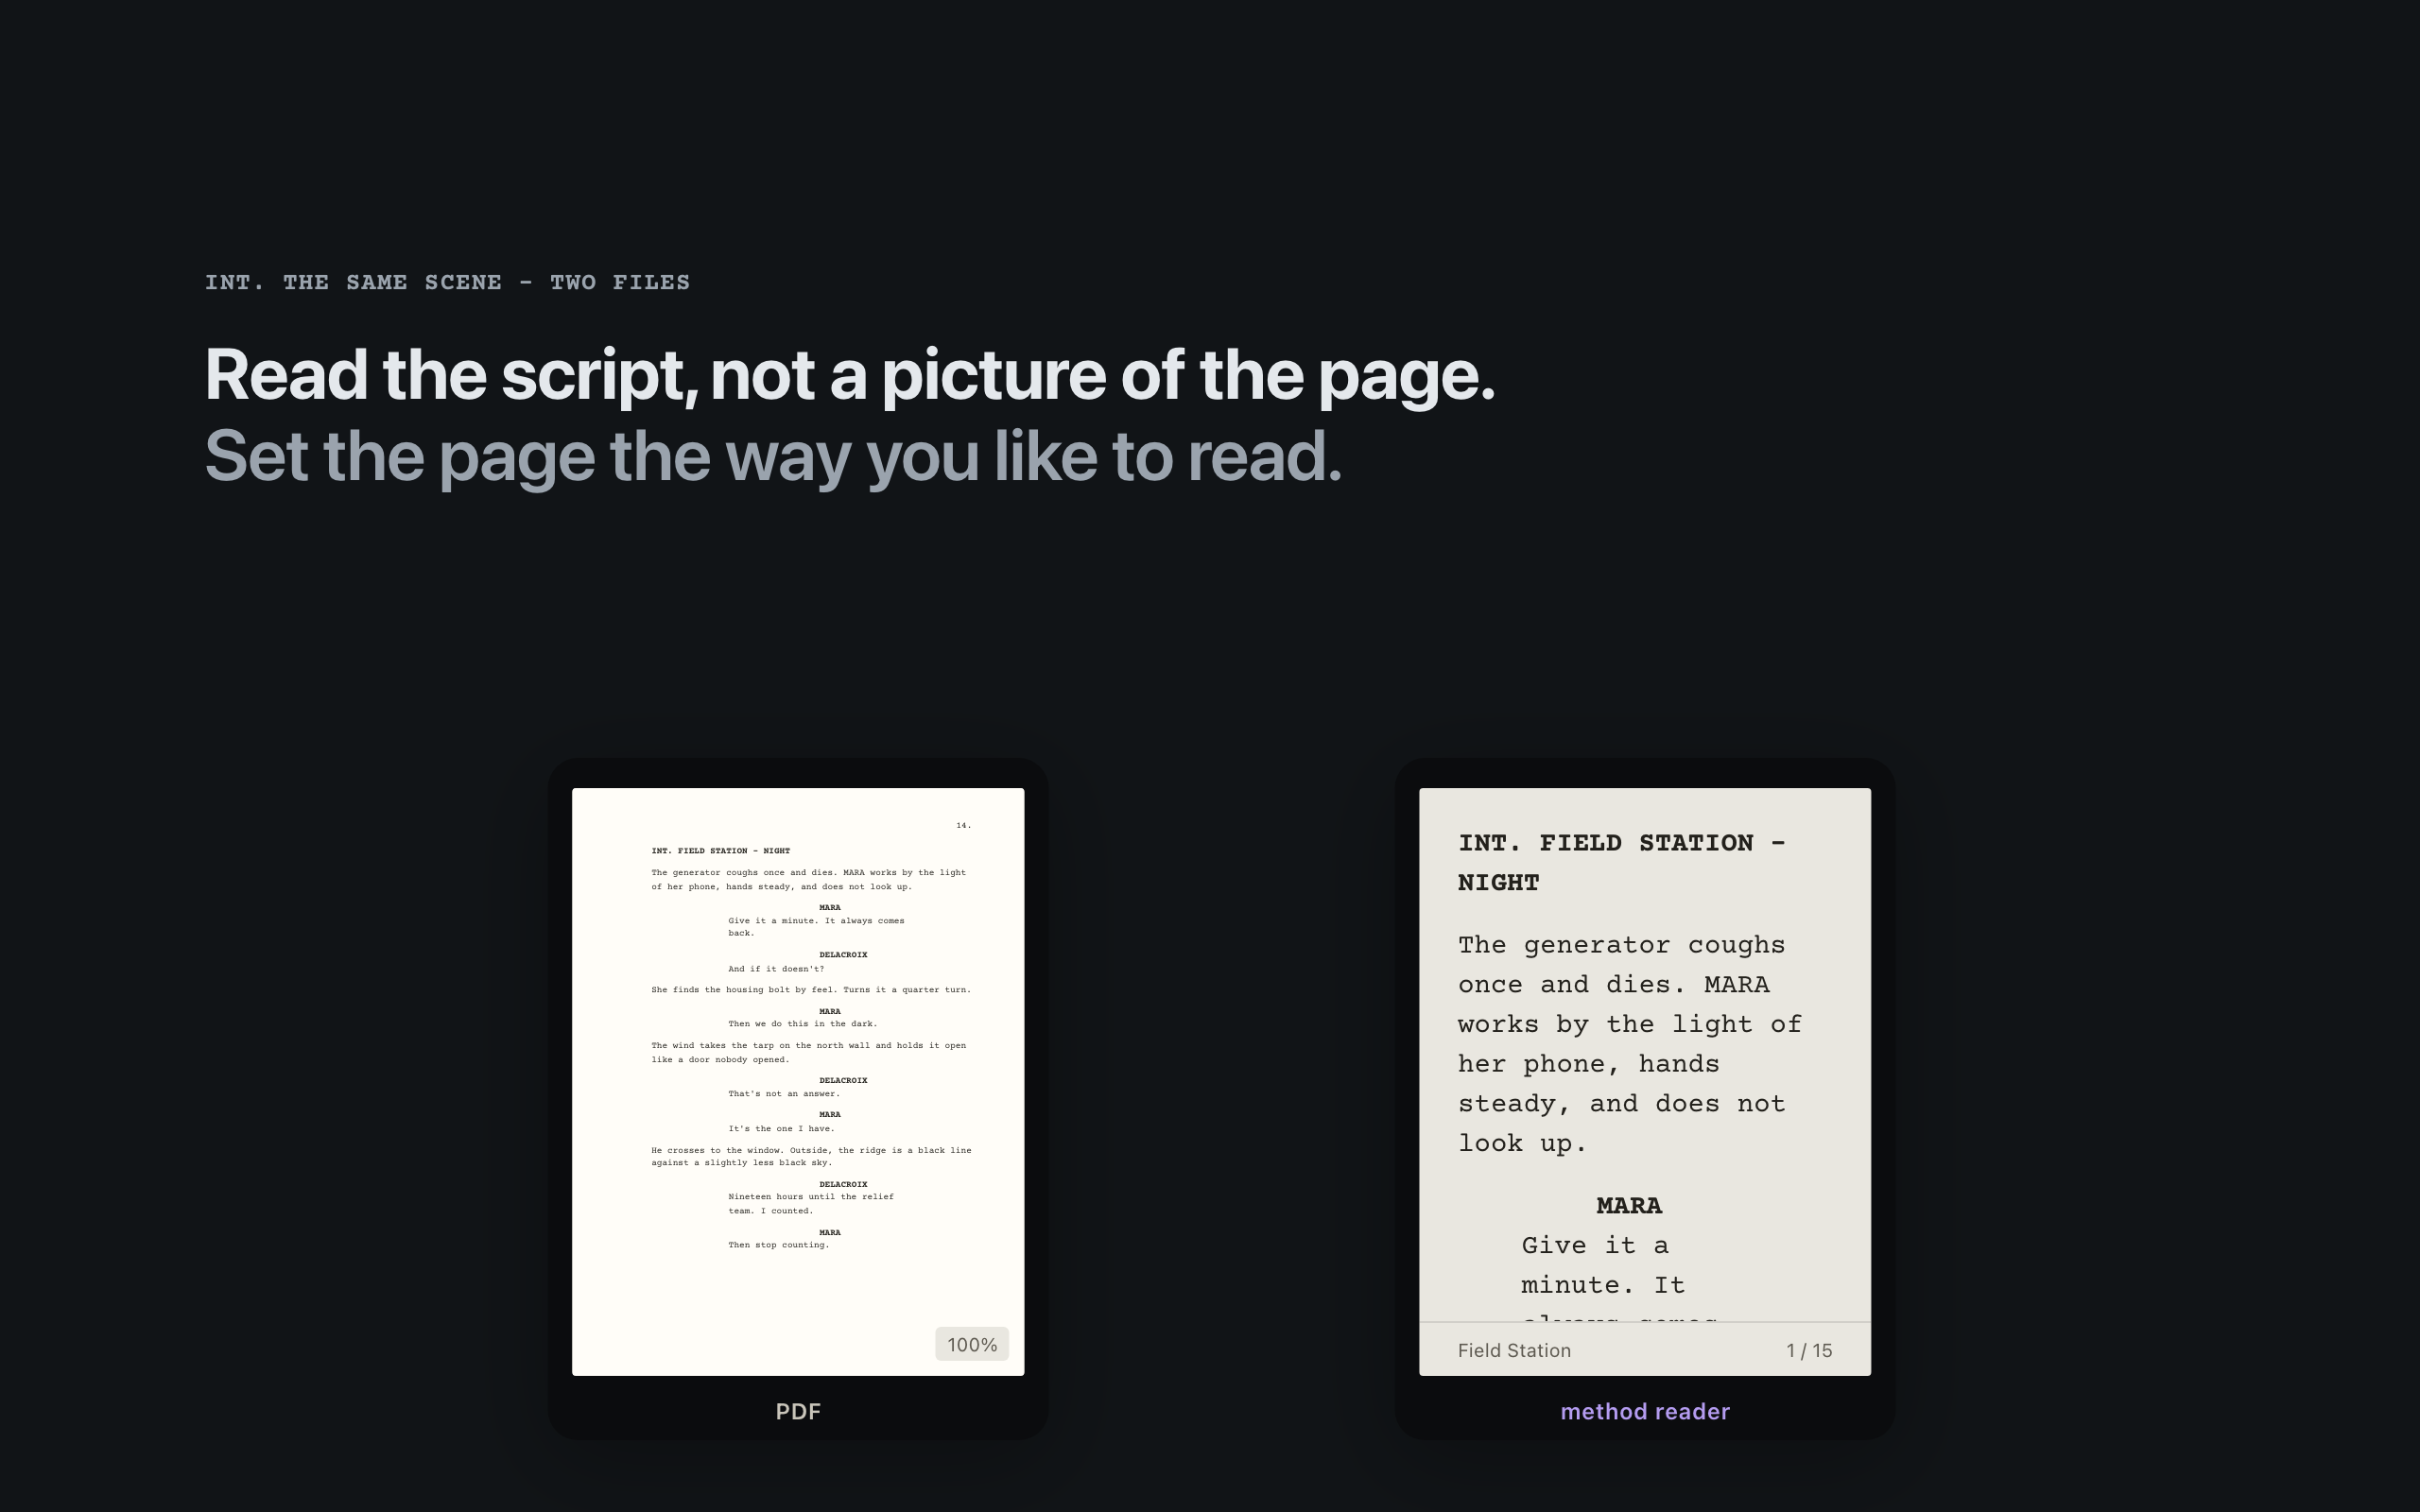 INT. THE SAME SCENE – TWO FILES
Read the script, not a picture of the page.
Set the page the way you like to read.
14.
INT. FIELD STATION – NIGHT
The generator coughs once and dies. MARA works by the light
of her phone, hands steady, and does not look up.
MARA
Give it a minute. It always comes
back.
DELACROIX
And if it doesn't?
She finds the housing bolt by feel. Turns it a quarter turn.
MARA
Then we do this in the dark.
The wind takes the tarp on the north wall and holds it open
like a door nobody opened.
DELACROIX
That's not an answer.
MARA
It's the one I have.
He crosses to the window. Outside, the ridge is a black line
against a slightly less black sky.
DELACROIX
Nineteen hours until the relief
team. I counted.
MARA
Then stop counting.
100%
PDF
INT. FIELD STATION –
NIGHT
The generator coughs
once and dies. MARA
works by the light of
her phone, hands
steady, and does not
look up.
MARA
Give it a
minute. It
always comes
Field Station
1 / 15
method reader